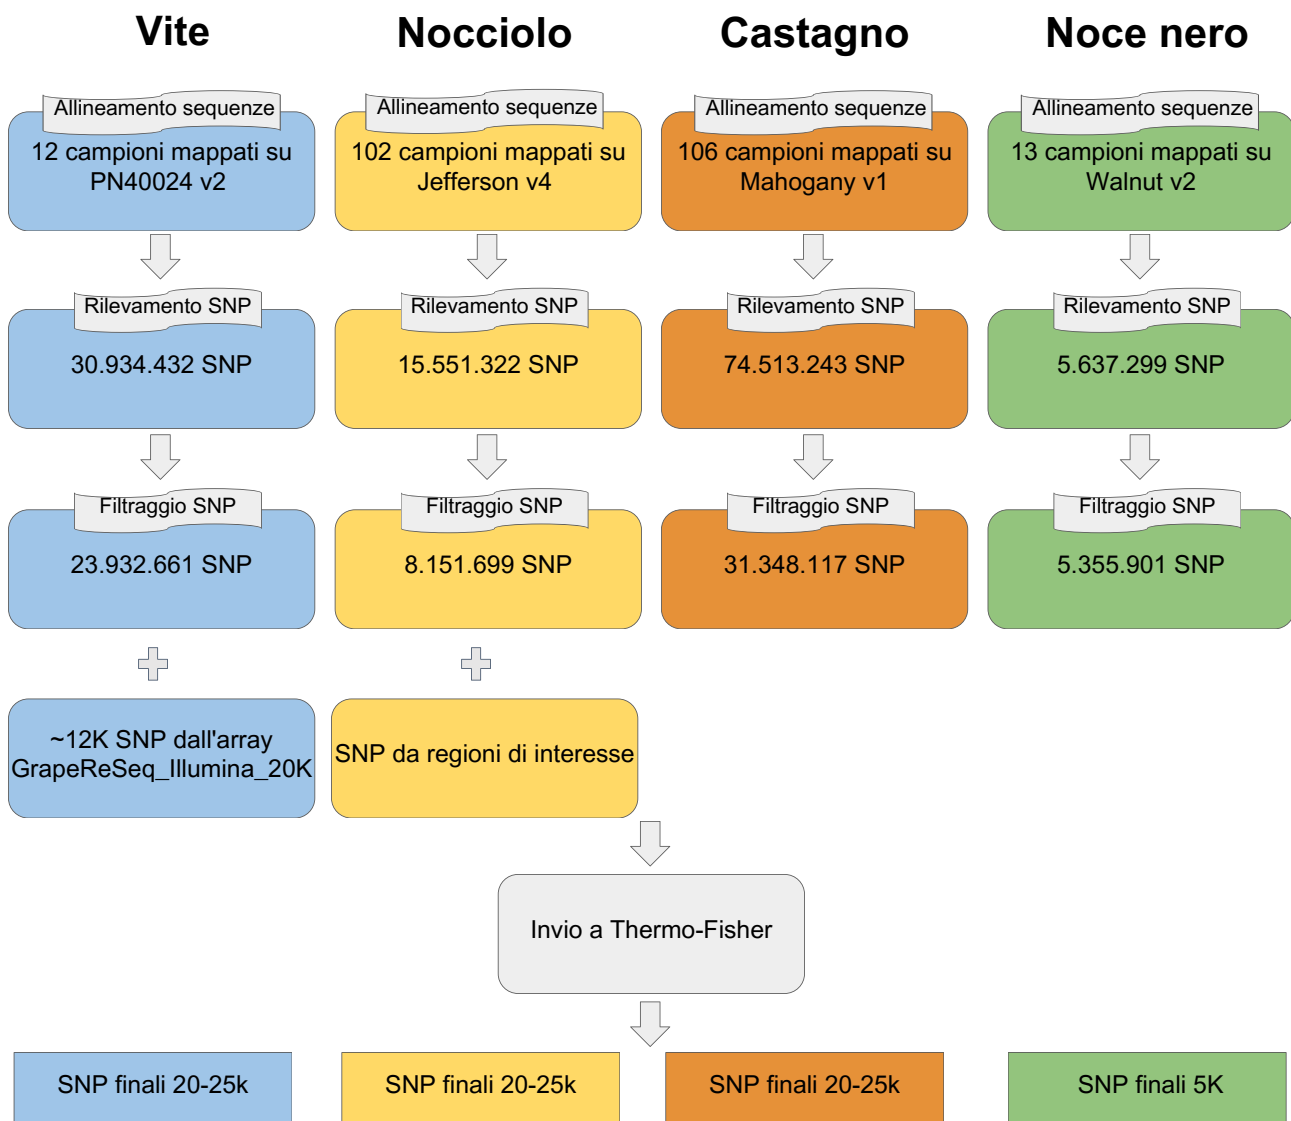 Vite
Nocciolo
Castagno
Noce nero
Allineamento sequenze
12 campioni mappati su
PN40024 v2
Allineamento sequenze
102 campioni mappati su
Jefferson v4
Allineamento sequenze
106 campioni mappati su
Mahogany v1
Allineamento sequenze
13 campioni mappati su
Walnut v2
Rilevamento SNP
30.934.432 SNP
Rilevamento SNP
15.551.322 SNP
Rilevamento SNP
74.513.243 SNP
Rilevamento SNP
5.637.299 SNP
Filtraggio SNP
23.932.661 SNP
Filtraggio SNP
8.151.699 SNP
Filtraggio SNP
31.348.117 SNP
Filtraggio SNP
5.355.901 SNP
~12K SNP dall'array
GrapeReSeq_Illumina_20K
SNP da regioni di interesse
Invio a Thermo-Fisher
SNP finali 20-25k
SNP finali 20-25k
SNP finali 20-25k
SNP finali 5K